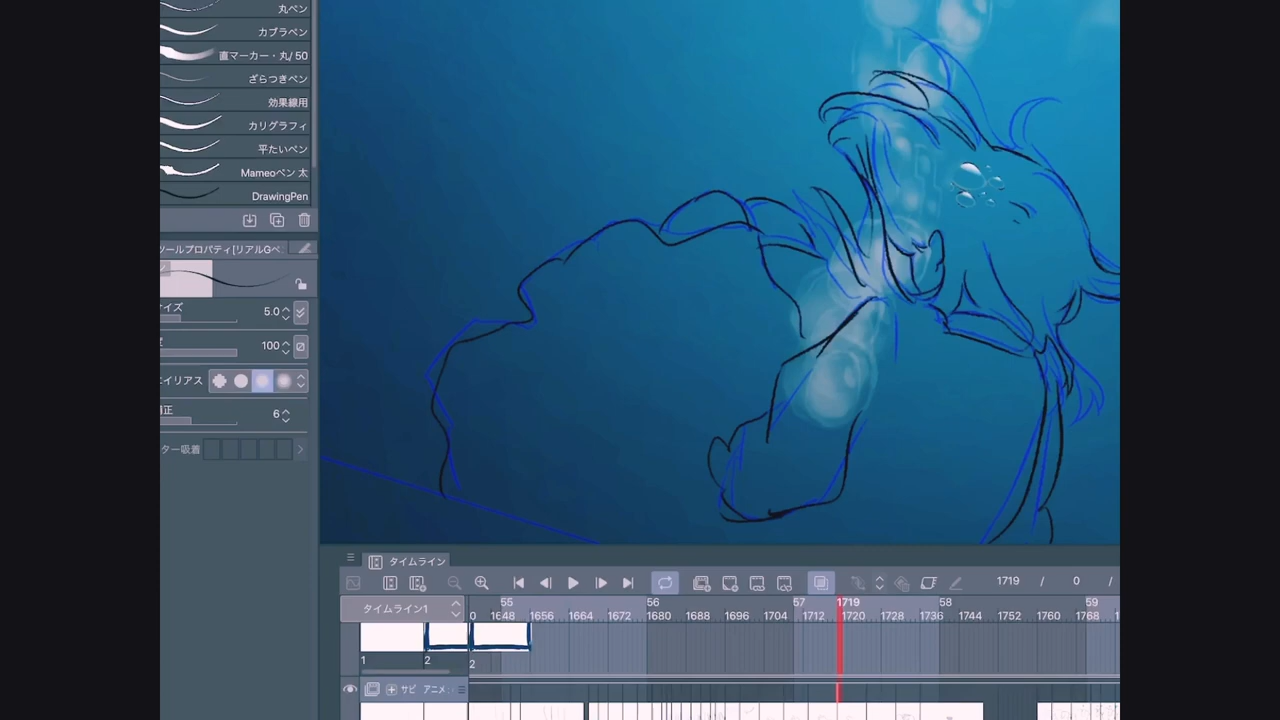 丸ペン
カブラペン
直マーカー・丸/ 50
ざらつきペン
効果線用
カリグラフィ
平たいペン
Mameoペン 太
DrawingPen
ツールプロパティ[リアルGペ
イズ 5.0
100
エイリアス
正 6
ター吸着
タイムライン
1719 / 0 /
タイムライン1
55 56 57 1719 58 59
0 1648 1656 1664 1672 1680 1688 1696 1704 1712 1720 1728 1736 1744 1752 1760 1768
1 2 2
サビ アニメ: